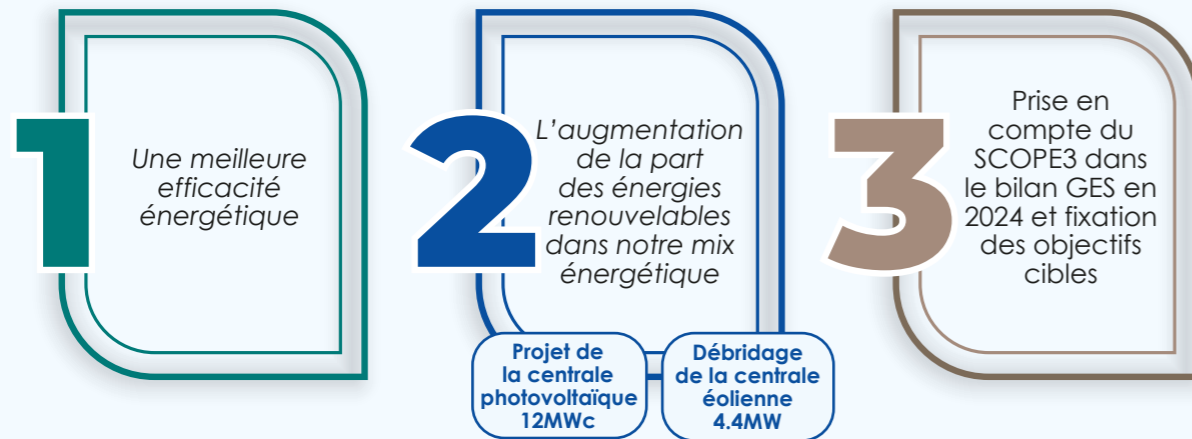 1
Une meilleure
efficacité
énergétique
2
L'augmentation
de la part
des énergies
renouvelables
dans notre mix
énergétique
Projet de
la centrale
photovoltaïque
12MWc
Débridage
de la centrale
éolienne
4.4MW
3
Prise en
compte du
SCOPE3 dans
le bilan GES en
2024 et fixation
des objectifs
cibles